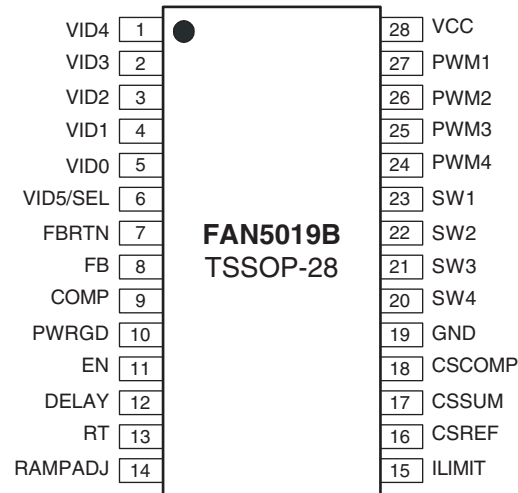 VID4 1 28 VCC
VID3 2 27 PWM1
VID2 3 26 PWM2
VID1 4 25 PWM3
VID0 5 24 PWM4
VID5/SEL 6 23 SW1
FBRTN 7 FAN5019B 22 SW2
FB 8 TSSOP-28 21 SW3
COMP 9 20 SW4
PWRGD 10 19 GND
EN 11 18 CSCOMP
DELAY 12 17 CSSUM
RT 13 16 CSREF
RAMPADJ 14 15 ILIMIT